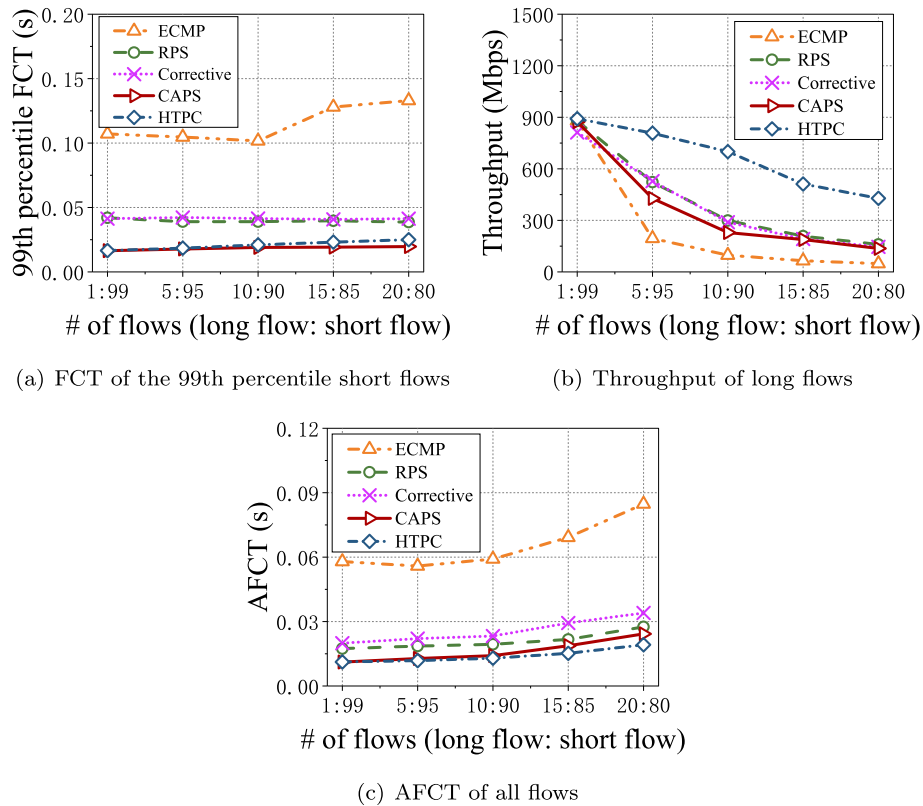 99th percentile FCT (s)
0.20
0.15
0.10
0.05
0.00
ECMP
RPS
Corrective
CAPS
HTPC
1:99 5:95 10:90 15:85 20:80
# of flows (long flow: short flow)
(a) FCT of the 99th percentile short flows
Throughput (Mbps)
1500
1200
900
600
300
0
ECMP
RPS
Corrective
CAPS
HTPC
1:99 5:95 10:90 15:85 20:80
# of flows (long flow: short flow)
(b) Throughput of long flows
AFCT (s)
0.12
0.09
0.06
0.03
0.00
ECMP
RPS
Corrective
CAPS
HTPC
1:99 5:95 10:90 15:85 20:80
# of flows (long flow: short flow)
(c) AFCT of all flows